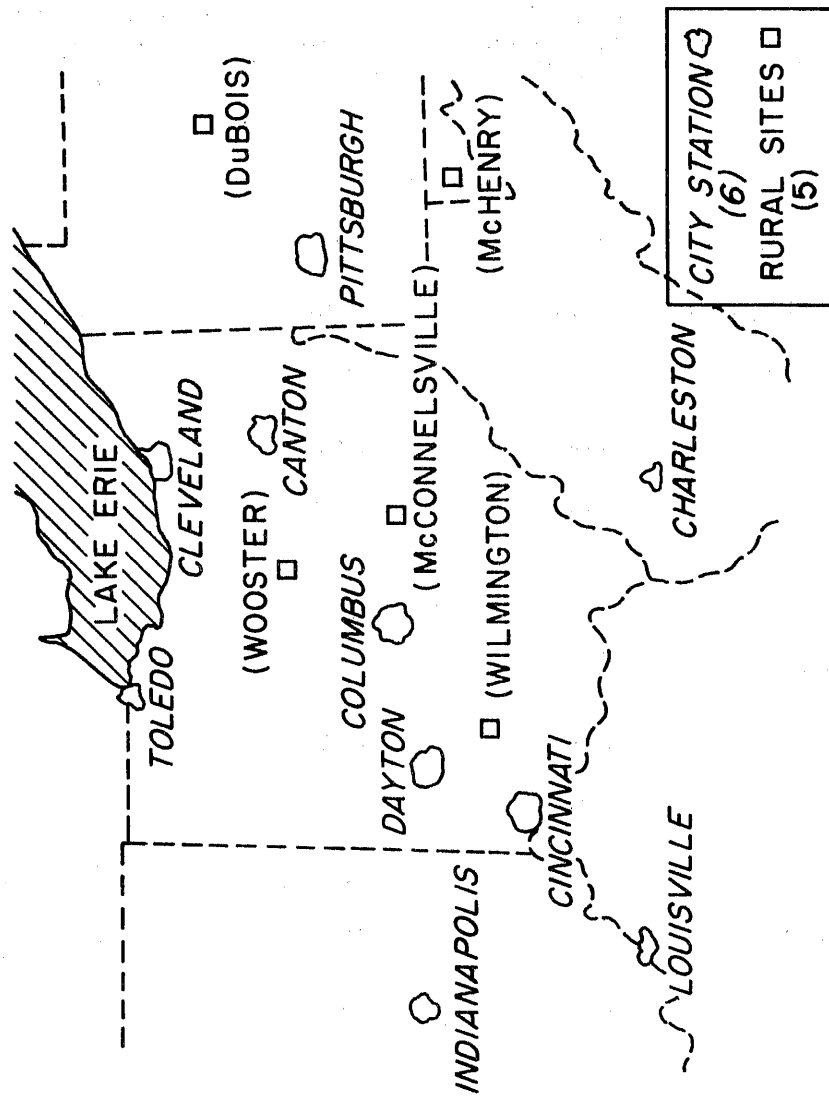 LAKE ERIE
TOLEDO
CLEVELAND
(DuBOIS)
(WOOSTER)
CANTON
PITTSBURGH
COLUMBUS
DAYTON
(McCONNELSVILLE)
(McHENRY)
(WILMINGTON)
INDIANAPOLIS
CINCINNATI
CHARLESTON
LOUISVILLE
CITY STATION
(6)
RURAL SITES
(5)